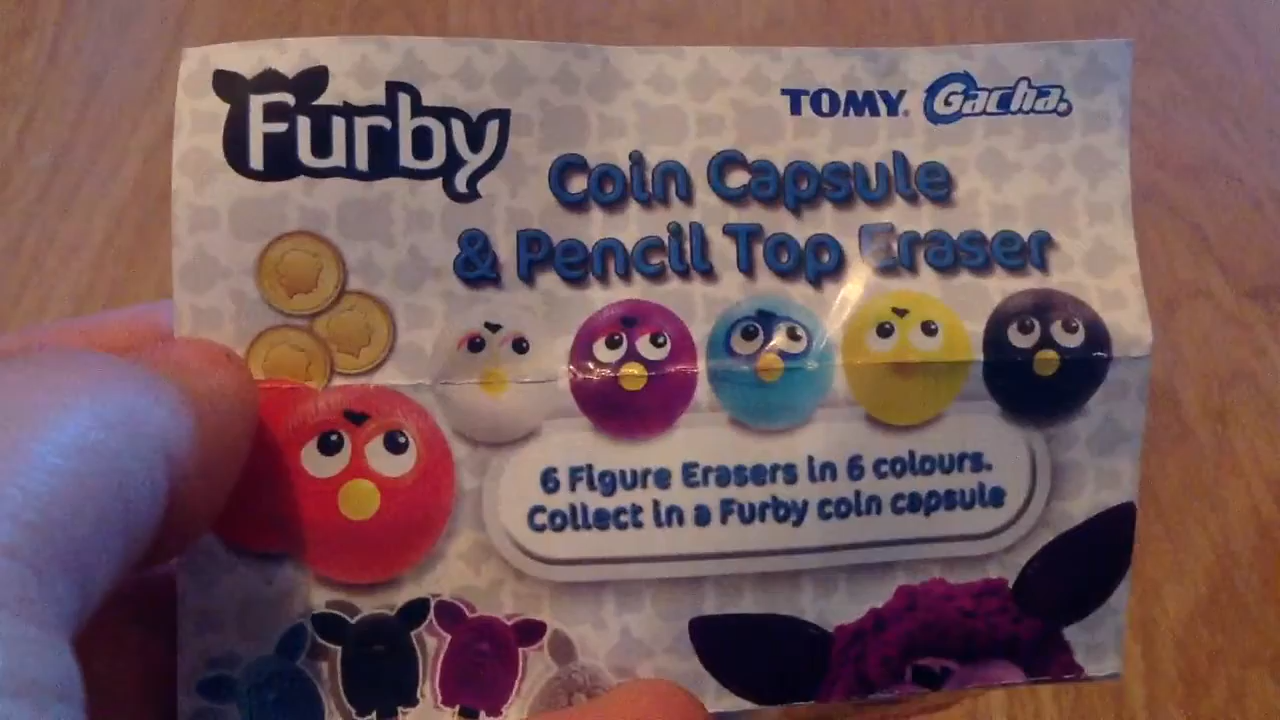 Furby
TOMY. Gacha.
Coin Capsule
& Pencil Top Eraser
6 Figure Erasers in 6 colours.
Collect in a Furby coin capsule